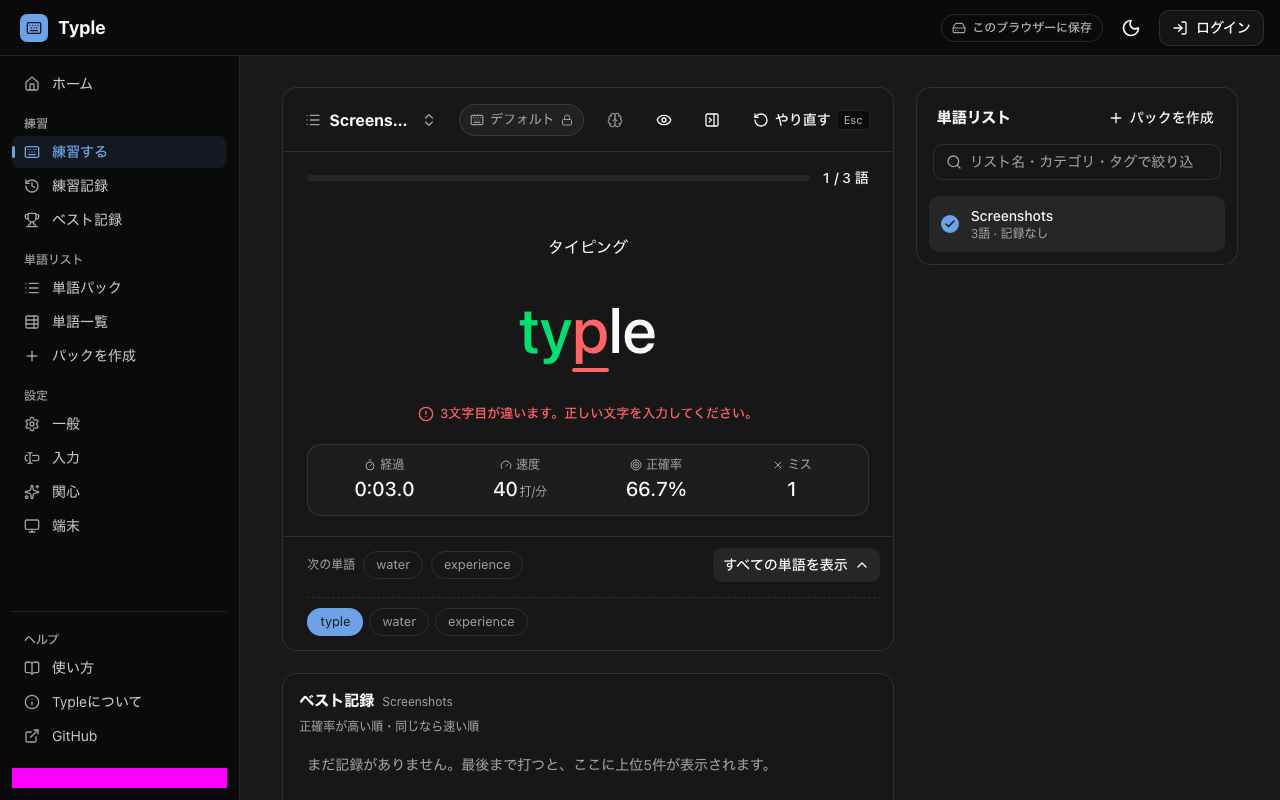 Typle
このブラウザーに保存
ログイン
ホーム
練習
練習する
練習記録
ベスト記録
単語リスト
単語パック
単語一覧
パックを作成
設定
一般
入力
関心
端末
ヘルプ
使い方
Typleについて
GitHub
Screens...
デフォルト
やり直す Esc
1 / 3 語
タイピング
typle
3文字目が違います。正しい文字を入力してください。
経過 速度 正確率 ミス
0:03.0 40打/分 66.7% 1
次の単語 water experience すべての単語を表示
typle water experience
ベスト記録 Screenshots
正確率が高い順・同じなら速い順
まだ記録がありません。最後まで打つと、ここに上位5件が表示されます。
単語リスト
パックを作成
リスト名・カテゴリ・タグで絞り込
Screenshots
3語 · 記録なし